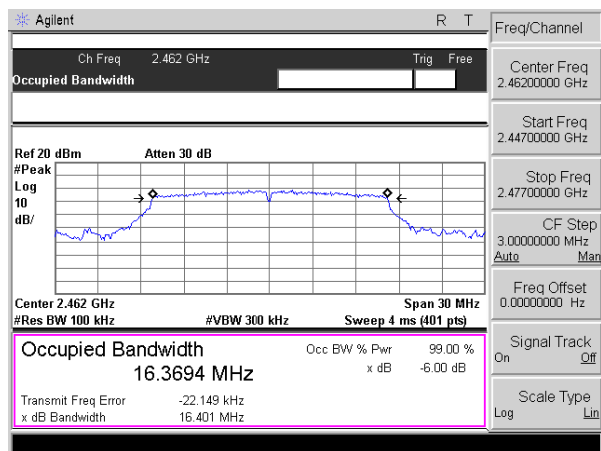 Agilent R T
Ch Freq 2.462 GHz Trig Free
Occupied Bandwidth
Ref 20 dBm Atten 30 dB
#Peak
Log
10
dB/
Center 2.462 GHz Span 30 MHz
#Res BW 100 kHz #VBW 300 kHz Sweep 4 ms (401 pts)
Occupied Bandwidth Occ BW % Pwr 99.00 %
16.3694 MHz x dB -6.00 dB
Transmit Freq Error -22.149 kHz
x dB Bandwidth 16.401 MHz
Freq/Channel
Center Freq
2.46200000 GHz
Start Freq
2.44700000 GHz
Stop Freq
2.47700000 GHz
CF Step
3.00000000 MHz
Auto Man
Freq Offset
0.00000000 Hz
Signal Track
On Off
Scale Type
Log Lin